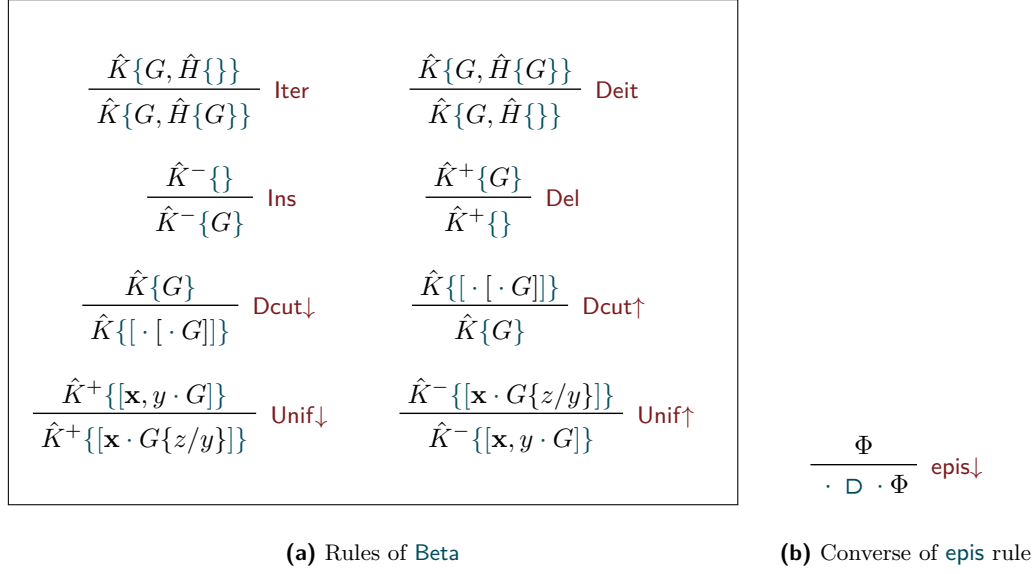 K̂{G, Ĥ{}}
K̂{G, Ĥ{G}} Iter
K̂{G, Ĥ{G}}
K̂{G, Ĥ{}} Deit
K̂⁻{}
K̂⁻{G} Ins
K̂⁺{G}
K̂⁺{} Del
K̂{G}
K̂{[ · [ · G]]} Dcut↓
K̂{[ · [ · G]]}
K̂{G} Dcut↑
K̂⁺{[𝐱, y · G]}
K̂⁺{[𝐱 · G{z/y}]} Unif↓
K̂⁻{[𝐱 · G{z/y}]}
K̂⁻{[𝐱, y · G]} Unif↑
Φ
· ᴅ · Φ epis↓
(a) Rules of Beta
(b) Converse of epis rule